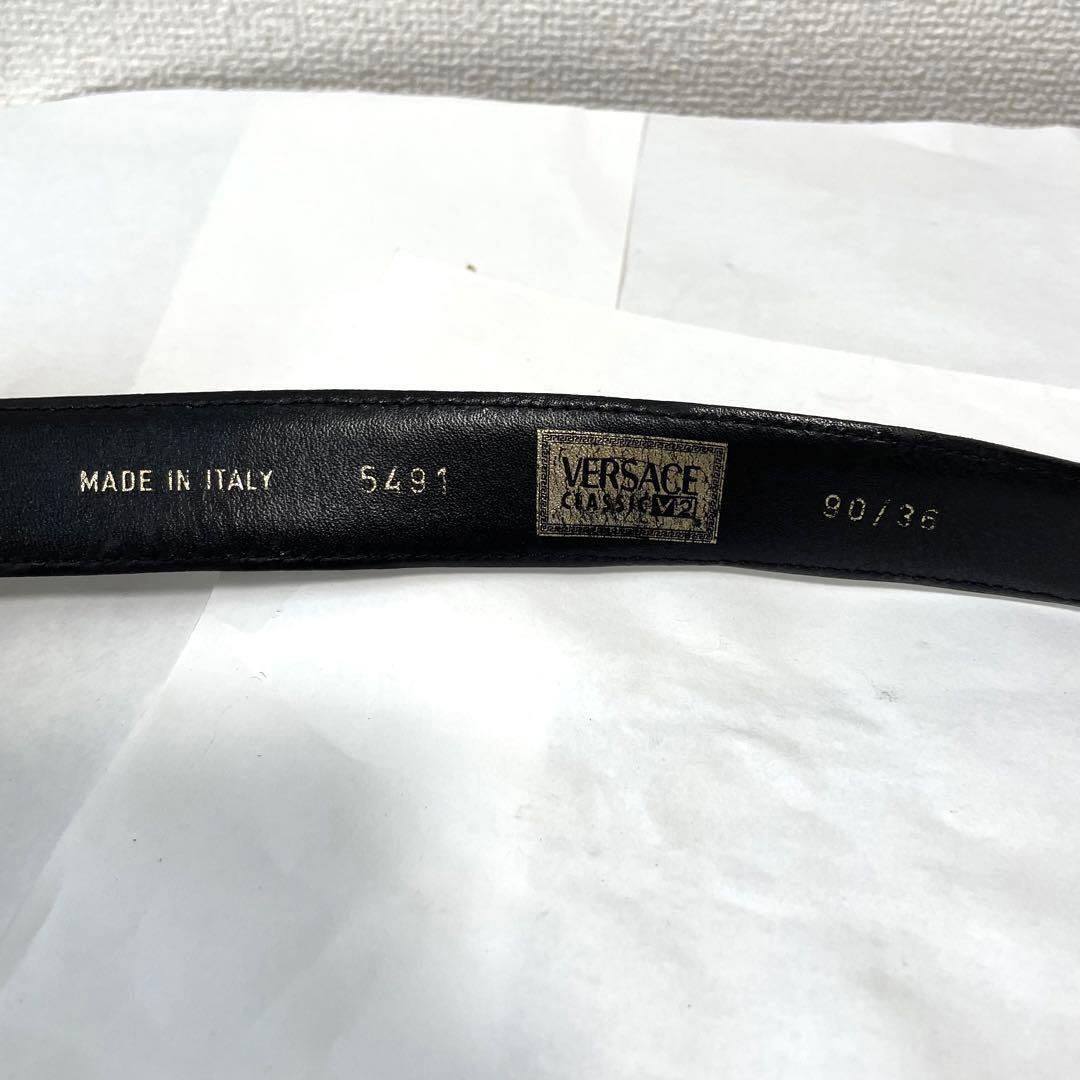 MADE IN ITALY 5491
VERSACE
CLASSIC V2
90/36